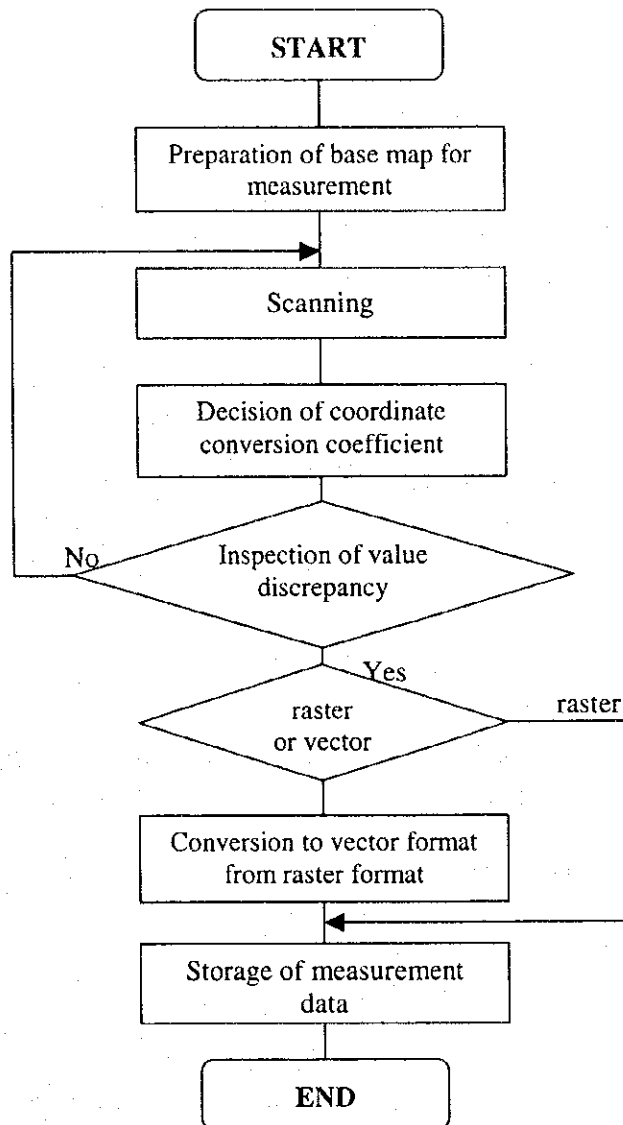 START
Preparation of base map for
measurement
Scanning
Decision of coordinate
conversion coefficient
No
Inspection of value
discrepancy
Yes
raster
or vector
raster
Conversion to vector format
from raster format
Storage of measurement
data
END